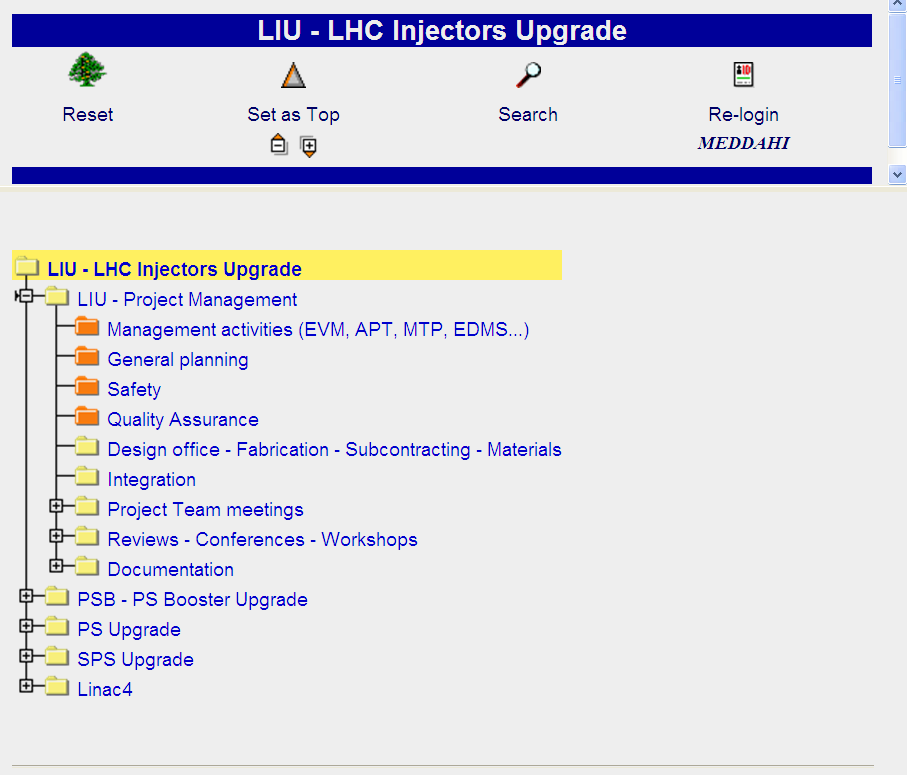 LIU - LHC Injectors Upgrade
Reset
Set as Top
Search
Re-login
MEDDAHI
LIU - LHC Injectors Upgrade
LIU - Project Management
Management activities (EVM, APT, MTP, EDMS...)
General planning
Safety
Quality Assurance
Design office - Fabrication - Subcontracting - Materials
Integration
Project Team meetings
Reviews - Conferences - Workshops
Documentation
PSB - PS Booster Upgrade
PS Upgrade
SPS Upgrade
Linac4